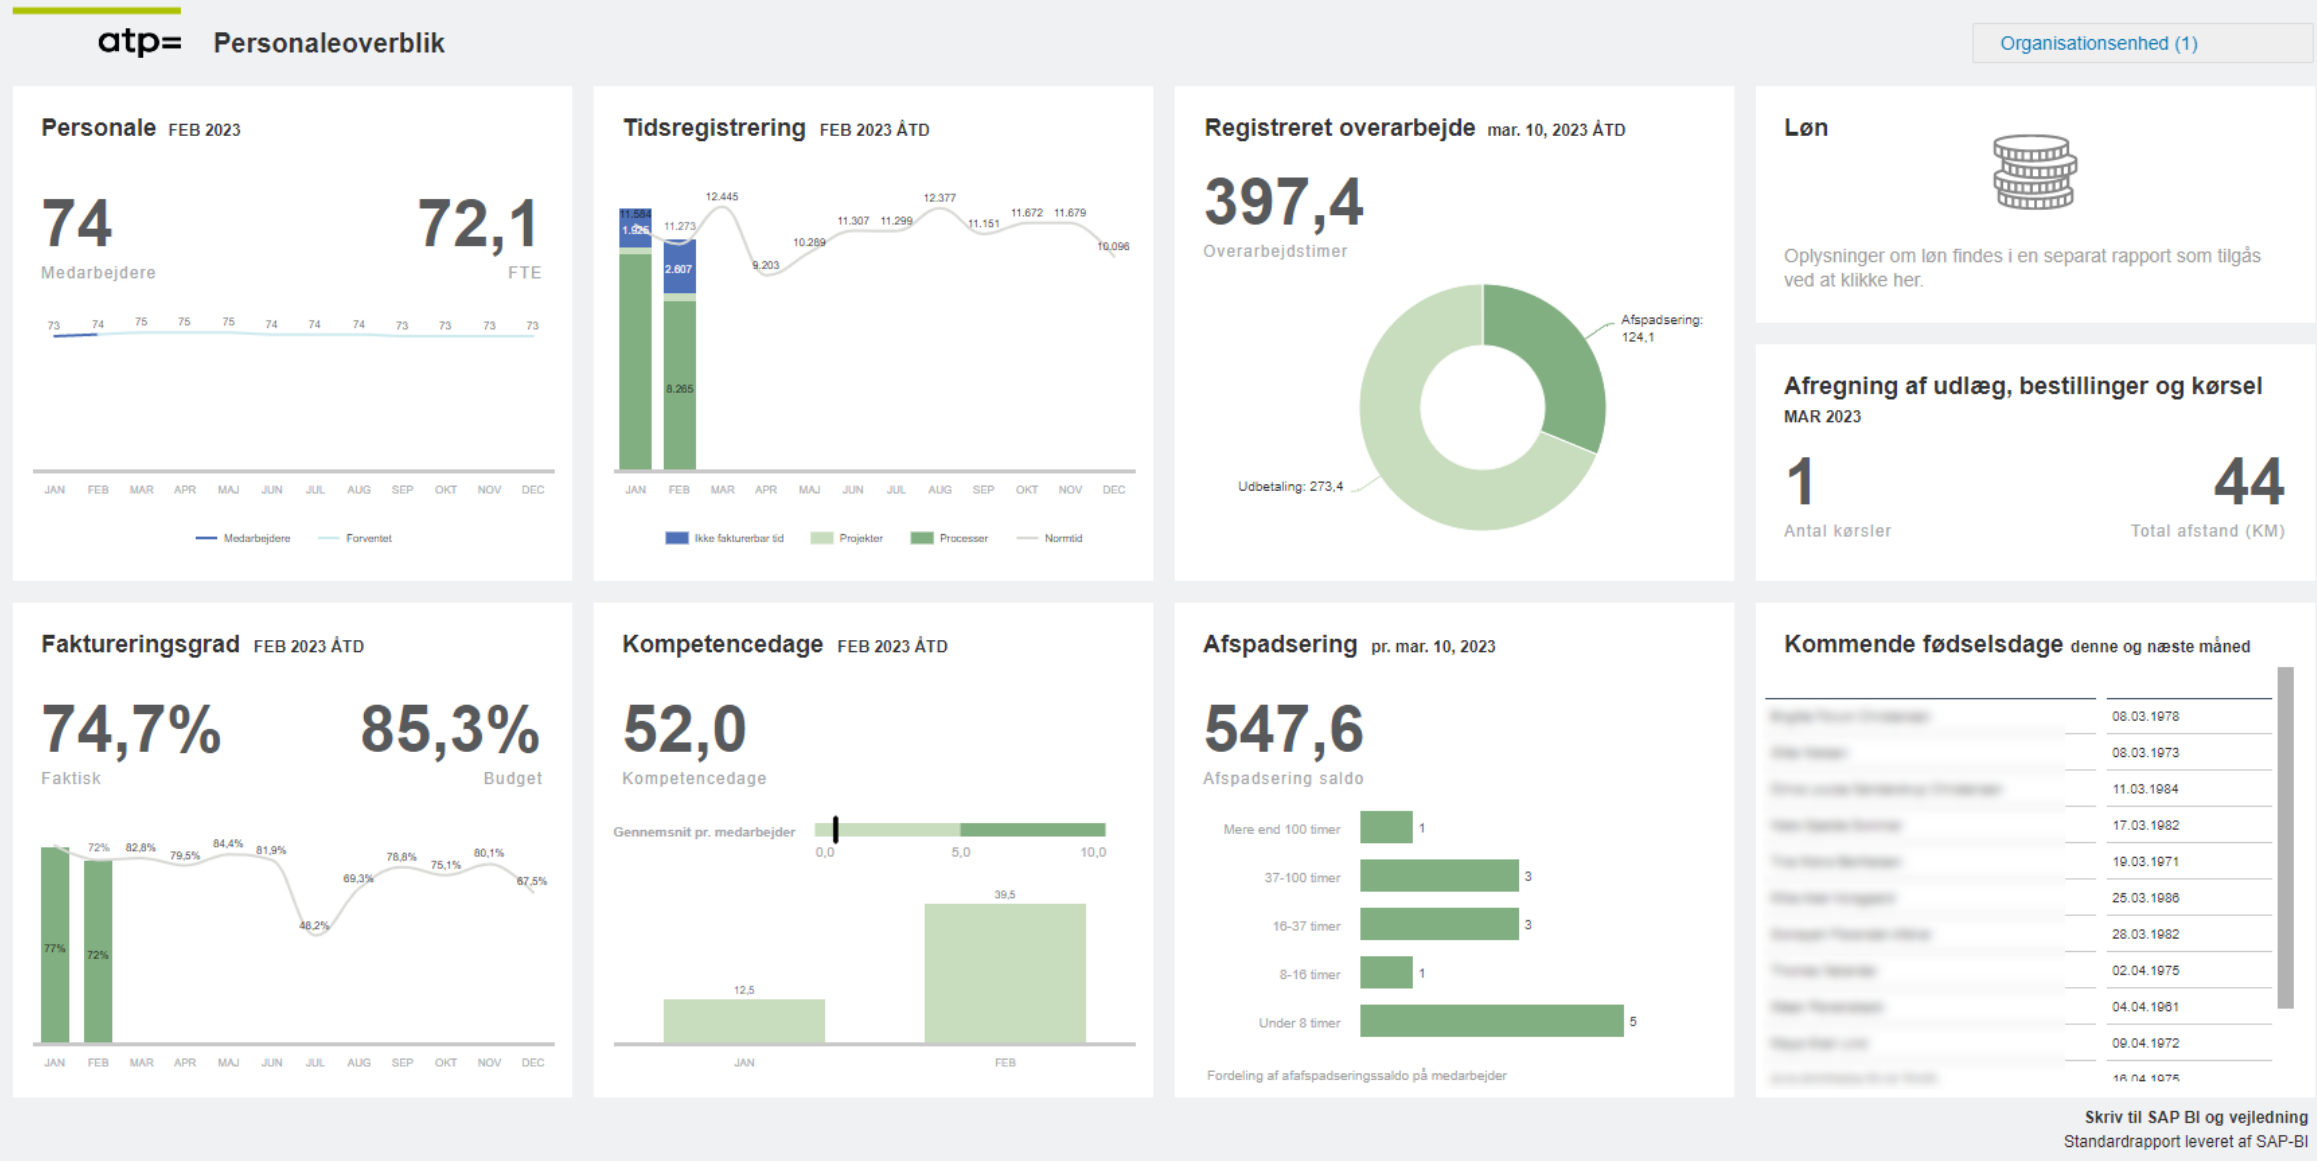 atp=
Personaleoverblik
Organisationsenhed (1)
Personale FEB 2023
74
Medarbejdere
72,1
FTE
73 74 75 75 75 74 74 74 73 73 73 73
JAN FEB MAR APR MAJ JUN JUL AUG SEP OKT NOV DEC
Medarbejdere Forventet
Tidsregistrering FEB 2023 ÅTD
11.584 1.925 11.273 2.607 8.265 12.445 9.203 10.289 11.307 11.299 12.377 11.151 11.672 11.679 10.096
JAN FEB MAR APR MAJ JUN JUL AUG SEP OKT NOV DEC
Ikke fakturerbar tid Projekter Processer Normtid
Registreret overarbejde mar. 10, 2023 ÅTD
397,4
Overarbejdstimer
Afspadsering:
124,1
Udbetaling: 273,4
Løn
Oplysninger om løn findes i en separat rapport som tilgås
ved at klikke her.
Afregning af udlæg, bestillinger og kørsel
MAR 2023
1
Antal kørsler
44
Total afstand (KM)
Faktureringsgrad FEB 2023 ÅTD
74,7%
Faktisk
85,3%
Budget
77% 72% 72% 82,8% 79,5% 84,4% 81,9% 48,2% 69,3% 78,8% 75,1% 80,1% 67,5%
JAN FEB MAR APR MAJ JUN JUL AUG SEP OKT NOV DEC
Kompetencedage FEB 2023 ÅTD
52,0
Kompetencedage
Gennemsnit pr. medarbejder
0,0 5,0 10,0
12,5 39,5
JAN FEB
Afspadsering pr. mar. 10, 2023
547,6
Afspadsering saldo
Mere end 100 timer 1
37-100 timer 3
16-37 timer 3
8-16 timer 1
Under 8 timer 5
Fordeling af afafspadseringssaldo på medarbejder
Kommende fødselsdage denne og næste måned
08.03.1978
08.03.1973
11.03.1984
17.03.1982
19.03.1971
25.03.1986
28.03.1982
02.04.1975
04.04.1961
09.04.1972
16.04.1975
Skriv til SAP BI og vejledning
Standardrapport leveret af SAP-BI